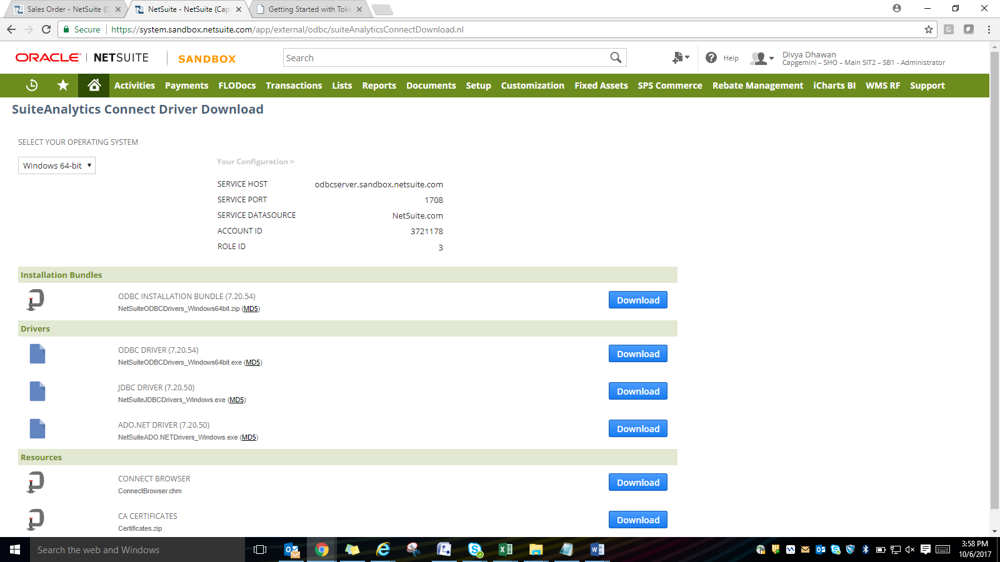 Sales Order - NetSuite (C
NetSuite - NetSuite (Cap
Getting Started with Toke
Secure
https://system.sandbox.netsuite.com/app/external/odbc/suiteAnalyticsConnectDownload.nl
ORACLE NETSUITE
SANDBOX
Search
Help
Divya Dhawan
Capgemini – SHO – Main SIT2 – SB1 - Administrator
Activities Payments FLODocs Transactions Lists Reports Documents Setup Customization Fixed Assets SPS Commerce Rebate Management iCharts BI WMS RF Support
SuiteAnalytics Connect Driver Download
SELECT YOUR OPERATING SYSTEM
Windows 64-bit
Your Configuration >
SERVICE HOST odbcserver.sandbox.netsuite.com
SERVICE PORT 1708
SERVICE DATASOURCE NetSuite.com
ACCOUNT ID 3721178
ROLE ID 3
Installation Bundles
ODBC INSTALLATION BUNDLE (7.20.54)
NetSuiteODBCDrivers_Windows64bit.zip (MD5)
Download
Drivers
ODBC DRIVER (7.20.54)
NetSuiteODBCDrivers_Windows64bit.exe (MD5)
Download
JDBC DRIVER (7.20.50)
NetSuiteJDBCDrivers_Windows.exe (MD5)
Download
ADO.NET DRIVER (7.20.50)
NetSuiteADO.NETDrivers_Windows.exe (MD5)
Download
Resources
CONNECT BROWSER
ConnectBrowser.chm
Download
CA CERTIFICATES
Certificates.zip
Download
Search the web and Windows
3:58 PM
10/6/2017